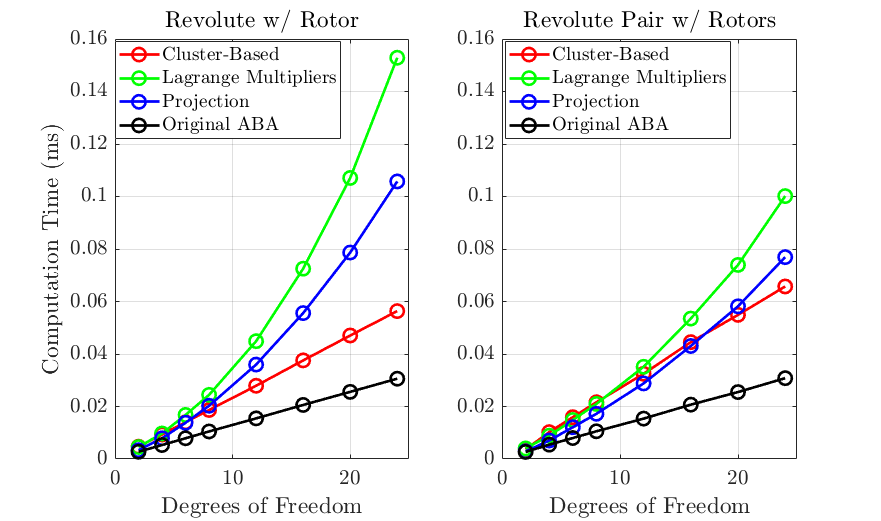 Revolute w/ Rotor
0.16
0.14
0.12
0.1
0.08
0.06
0.04
0.02
0
0
10
20
Computation Time (ms)
Degrees of Freedom
Cluster-Based
Lagrange Multipliers
Projection
Original ABA
Revolute Pair w/ Rotors
0.16
0.14
0.12
0.1
0.08
0.06
0.04
0.02
0
0
10
20
Degrees of Freedom
Cluster-Based
Lagrange Multipliers
Projection
Original ABA